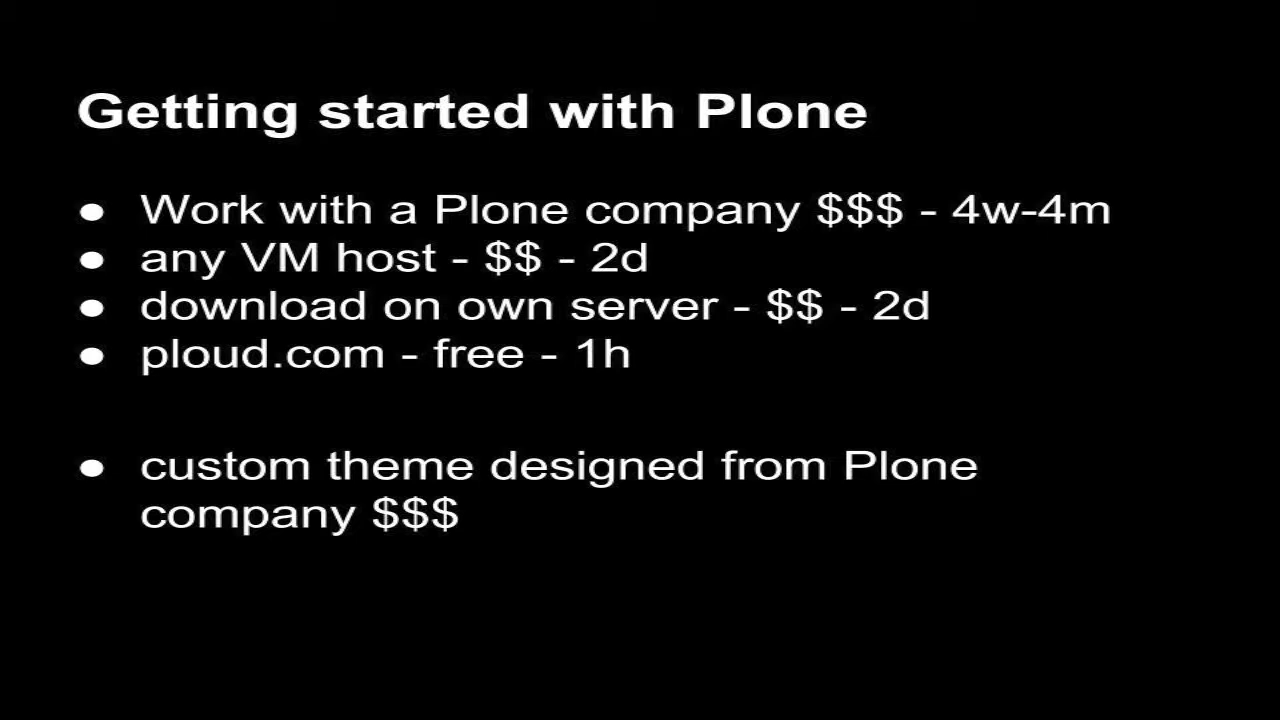 Getting started with Plone
● Work with a Plone company $$$ - 4w-4m
● any VM host - $$ - 2d
● download on own server - $$ - 2d
● ploud.com - free - 1h
● custom theme designed from Plone
company $$$